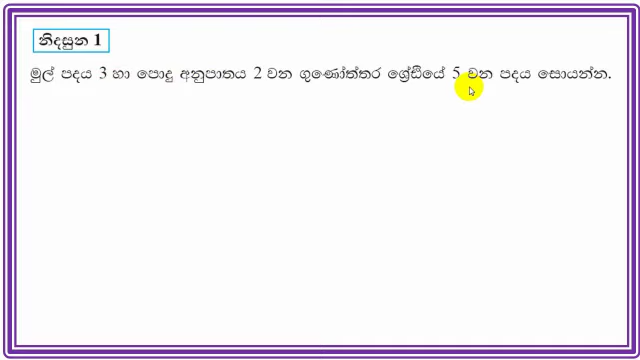 නිදසුන 1
මුල් පදය 3 හා පොදු අනුපාතය 2 වන ගුණෝත්තර ශ්‍රේඪියේ 5 වන පදය සොයන්න.